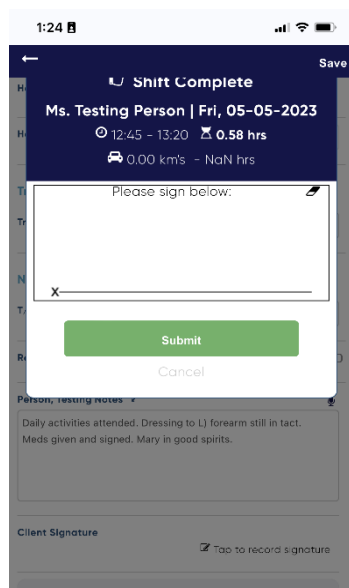 1:24
Save
Shift Complete
Ms. Testing Person | Fri, 05-05-2023
12:45 - 13:20 0.58 hrs
0.00 km's - NaN hrs
Please sign below:
X
Submit
Cancel
Person, Testing Notes
Daily activities attended. Dressing to L) forearm still in tact.
Meds given and signed. Mary in good spirits.
Client Signature
Tap to record signature